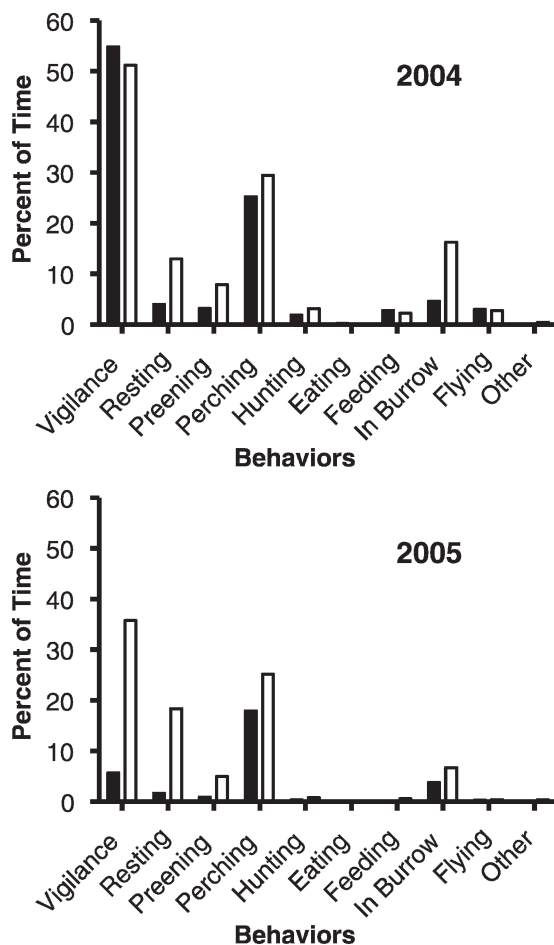 60
50
40
30
20
10
0
Percent of Time
2004
Vigilance
Resting
Preening
Perching
Hunting
Eating
Feeding
In Burrow
Flying
Other
Behaviors
60
50
40
30
20
10
0
Percent of Time
2005
Vigilance
Resting
Preening
Perching
Hunting
Eating
Feeding
In Burrow
Flying
Other
Behaviors